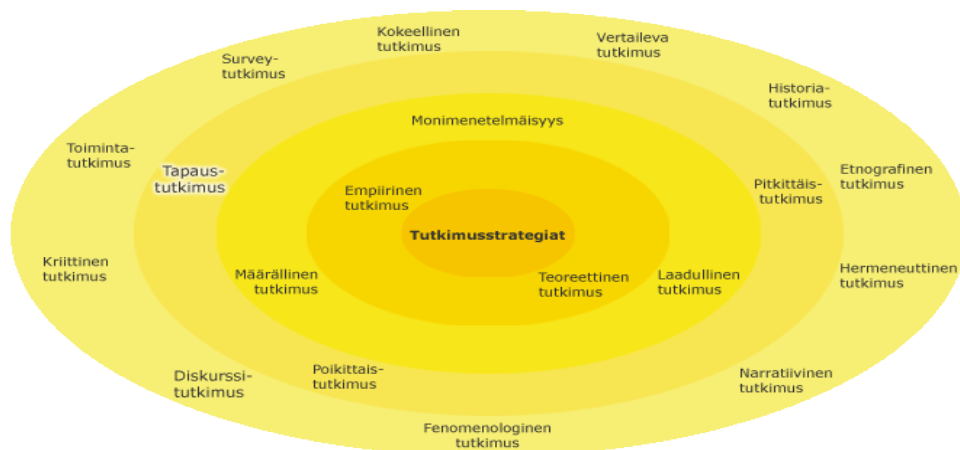 Kokeellinen
tutkimus
Vertaileva
tutkimus
Survey-
tutkimus
Historia-
tutkimus
Monimenetelmäisyys
Toiminta-
tutkimus
Tapaus-
tutkimus
Etnografinen
tutkimus
Pitkittäis-
tutkimus
Empiirinen
tutkimus
Tutkimusstrategiat
Kriittinen
tutkimus
Määrällinen
tutkimus
Teoreettinen
tutkimus
Laadullinen
tutkimus
Hermeneuttinen
tutkimus
Diskurssi-
tutkimus
Poikittais-
tutkimus
Narratiivinen
tutkimus
Fenomenologinen
tutkimus